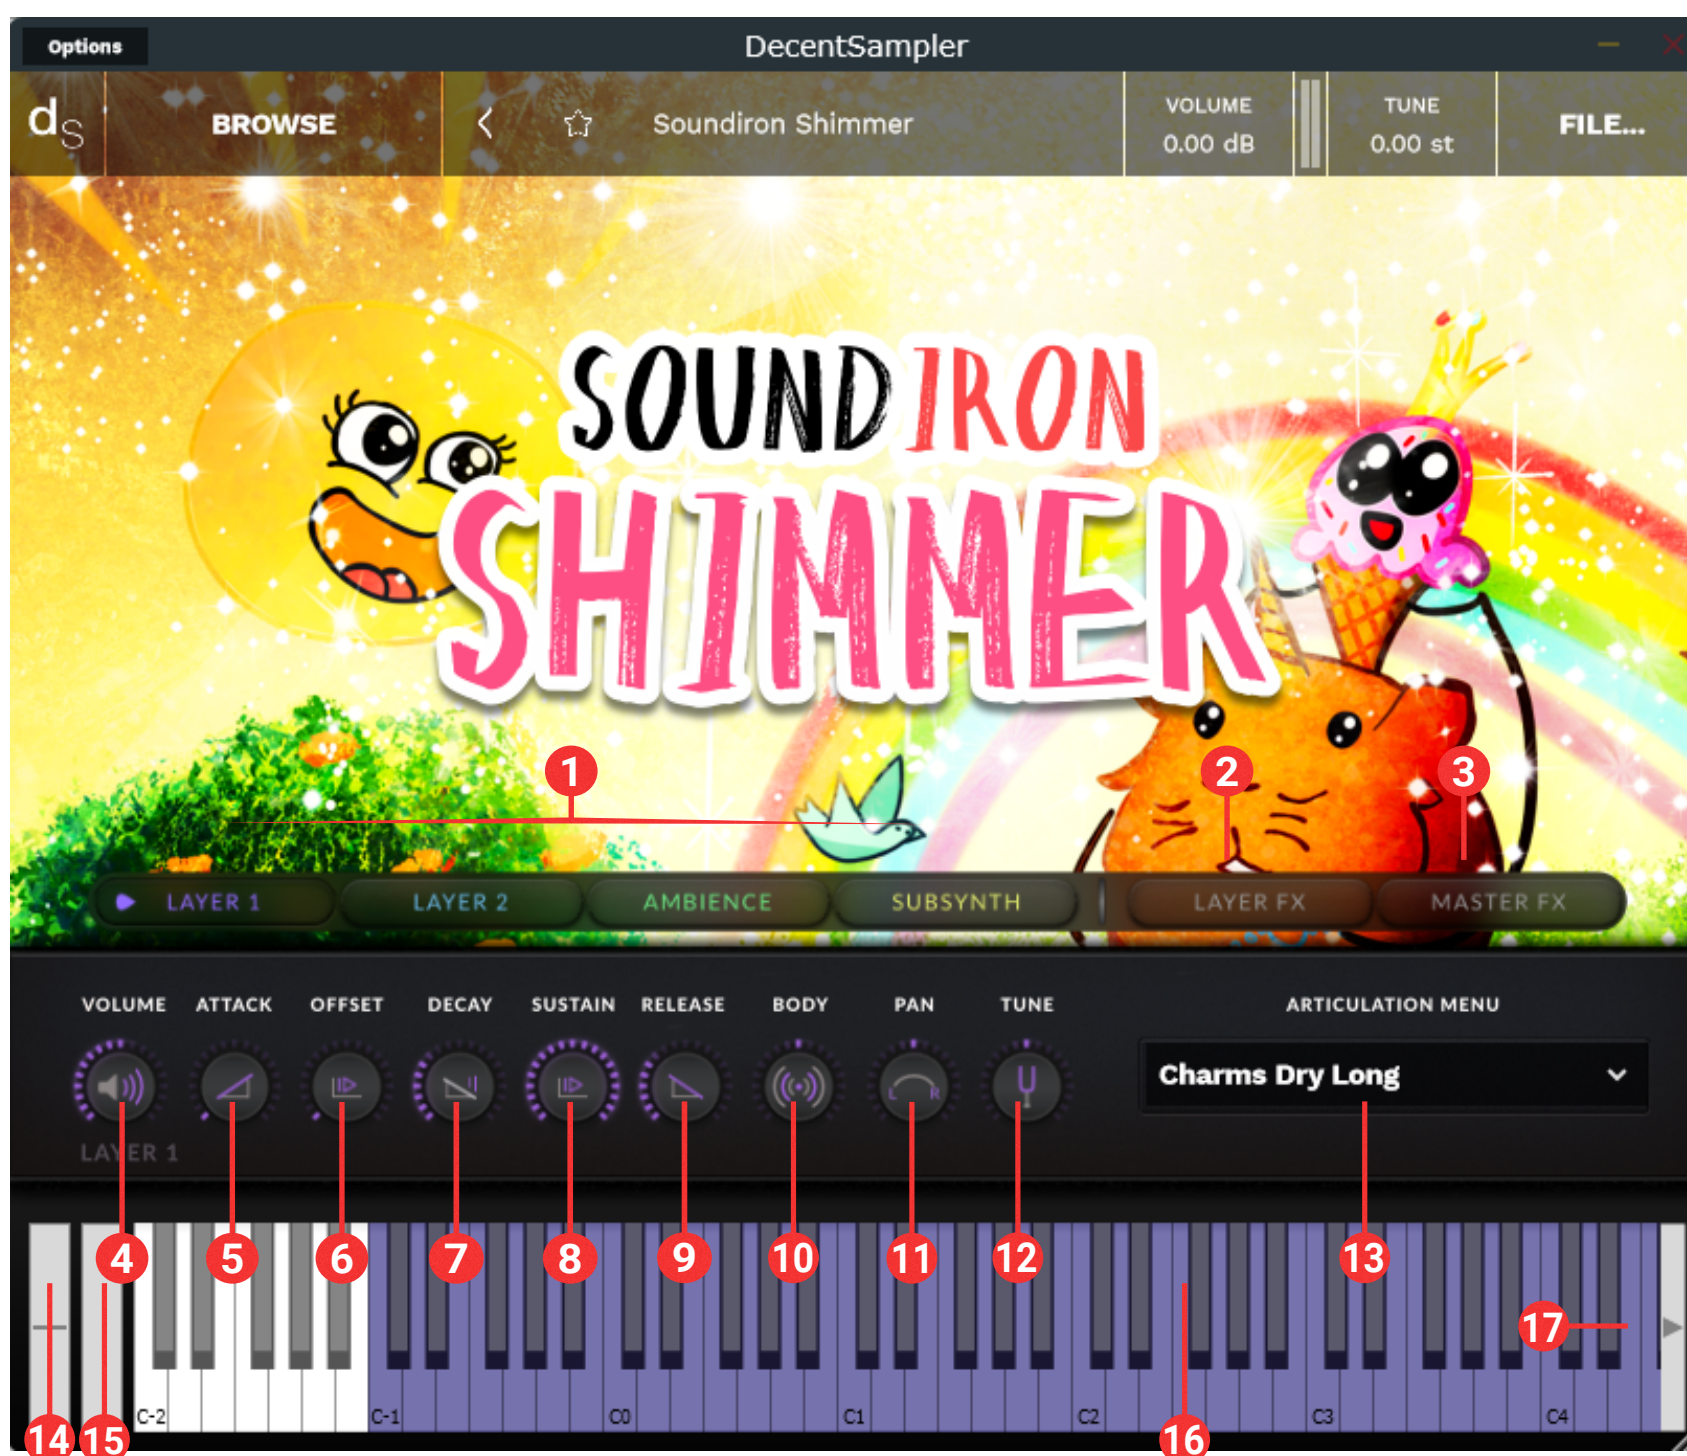 Options
DecentSampler
ds
BROWSE
Soundiron Shimmer
VOLUME
0.00 dB
TUNE
0.00 st
FILE...
SOUNDIRON
SHIMMER
1
2
3
LAYER 1
LAYER 2
AMBIENCE
SUBSYNTH
LAYER FX
MASTER FX
VOLUME
ATTACK
OFFSET
DECAY
SUSTAIN
RELEASE
BODY
PAN
TUNE
ARTICULATION MENU
L R
Charms Dry Long
LAYER 1
4
5
6
7
8
9
10
11
12
13
17
C-2
C-1
C0
C1
C2
C3
C4
14
15
16